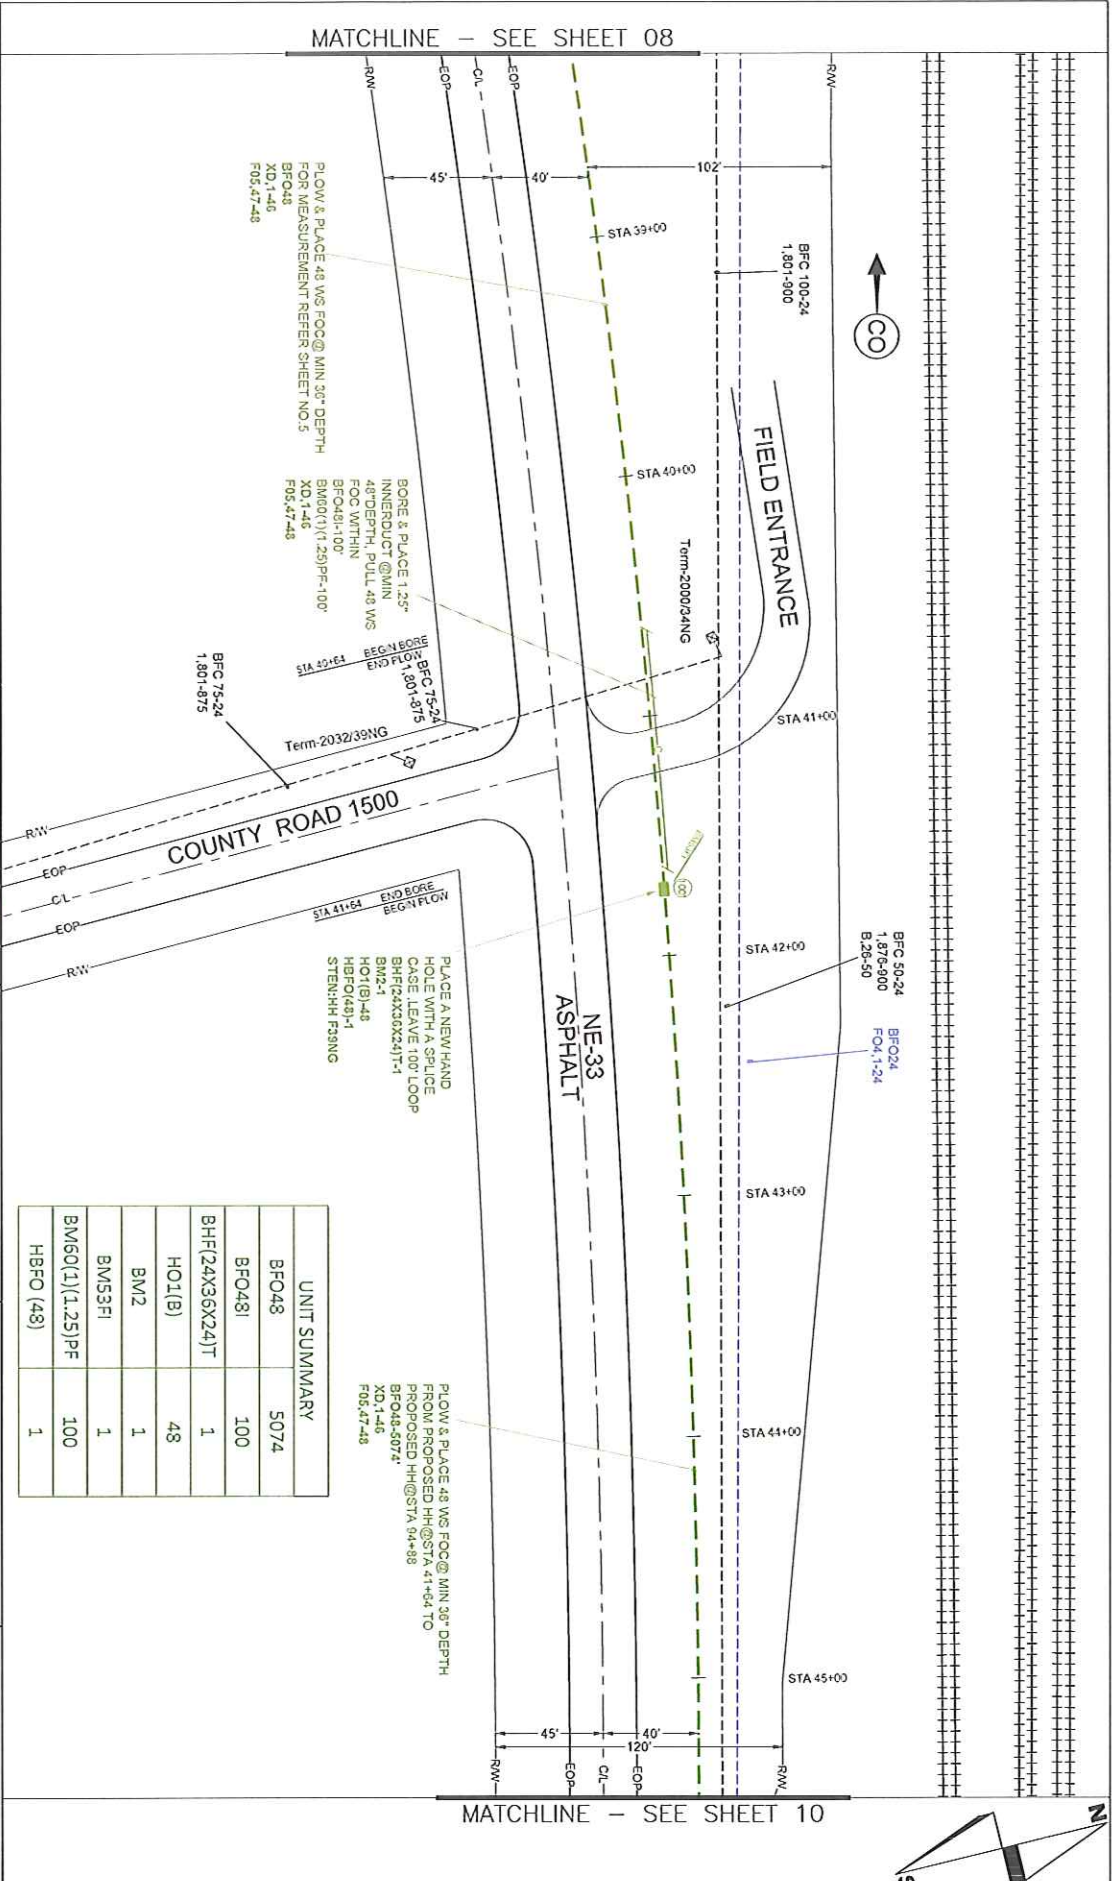 MATCHLINE - SEE SHEET 08
R/W
EOP
C/L
EOP
R/W
45'
40'
102'
STA 39+00
BFC 100-24
1,801-900
CO
PLOW & PLACE 48 WS FOC@ MIN 36" DEPTH
FOR MEASUREMENT REFER SHEET NO.5
BFO48
XD,1-46
F05,47-48
STA 40+00
FIELD ENTRANCE
Term-2000/34NG
BORE & PLACE 1.25"
INNERDUCT @MIN
48"DEPTH, PULL 48 WS
FOC WITHIN
BFO48I-100'
BM60(1)(1.25)PF-100'
XD,1-46
F05,47-48
STA 40+64
BEGIN BORE
END PLOW
BFC 75-24
1,801-875
BFC 75-24
1,801-875
Term-2032/39NG
STA 41+00
COUNTY ROAD 1500
R/W
EOP
C/L
EOP
R/W
STA 41+64
END BORE
BEGIN PLOW
100'
STA 42+00
BFC 50-24
1,876-900
B,26-50
BFO24
FO4,1-24
PLACE A NEW HAND
HOLE WITH A SPLICE
CASE ,LEAVE 100' LOOP
BHF(24X36X24)T-1
BM2-1
HO1(B)-48
HBFO(48)-1
STEN:HH F39NG
NE-33
ASPHALT
STA 43+00
STA 44+00
PLOW & PLACE 48 WS FOC@ MIN 36" DEPTH
FROM PROPOSED HH@STA 41+64 TO
PROPOSED HH@STA 94+88
BFO48-5074'
XD,1-46
F05,47-48
STA 45+00
45'
40'
120'
R/W
EOP
C/L
EOP
R/W
UNIT SUMMARY
BFO48 5074
BFO48I 100
BHF(24X36X24)T 1
HO1(B) 48
BM2 1
BM53FI 1
BM60(1)(1.25)PF 100
HBFO (48) 1
MATCHLINE - SEE SHEET 10
N